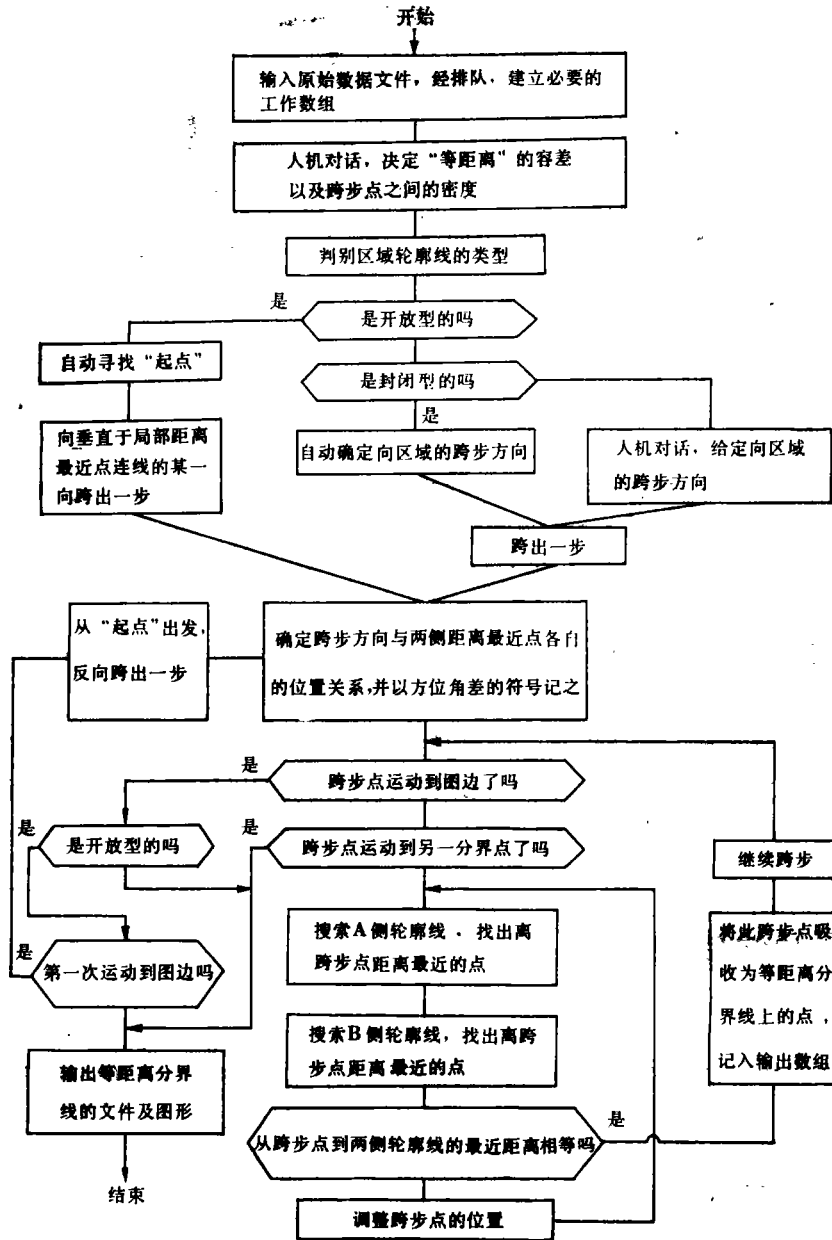 开始
输入原始数据文件，经排队，建立必要的
工作数组
人机对话，决定“等距离”的容差
以及跨步点之间的密度
判别区域轮廓线的类型
是
是开放型的吗
自动寻找“起点”
是封闭型的吗
是
向垂直于局部距离
最近点连线的某一
向跨出一步
自动确定向区域的跨步方向
人机对话，给定向区域
的跨步方向
跨出一步
从“起点”出发，
反向跨出一步
确定跨步方向与两侧距离最近点各自
的位置关系，并以方位角差的符号记之
是
跨步点运动到图边了吗
是
是开放型的吗
是
跨步点运动到另一分界点了吗
继续跨步
搜索A侧轮廓线．找出离
跨步点距离最近的点
将此跨步点吸
收为等距离分
界线上的点，
记入输出数组
是
第一次运动到图边吗
搜索B侧轮廓线，找出离跨
步点距离最近的点
输出等距离分界
线的文件及图形
从跨步点到两侧轮廓线的最近距离相等吗
是
结束
调整跨步点的位置